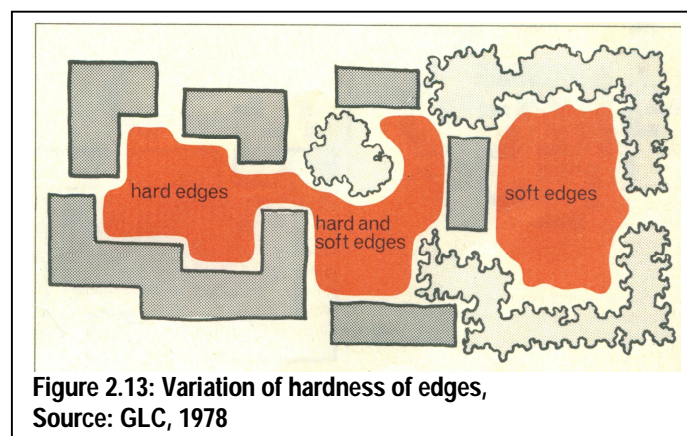 hard edges
hard and
soft edges
soft edges
Figure 2.13: Variation of hardness of edges,
Source: GLC, 1978